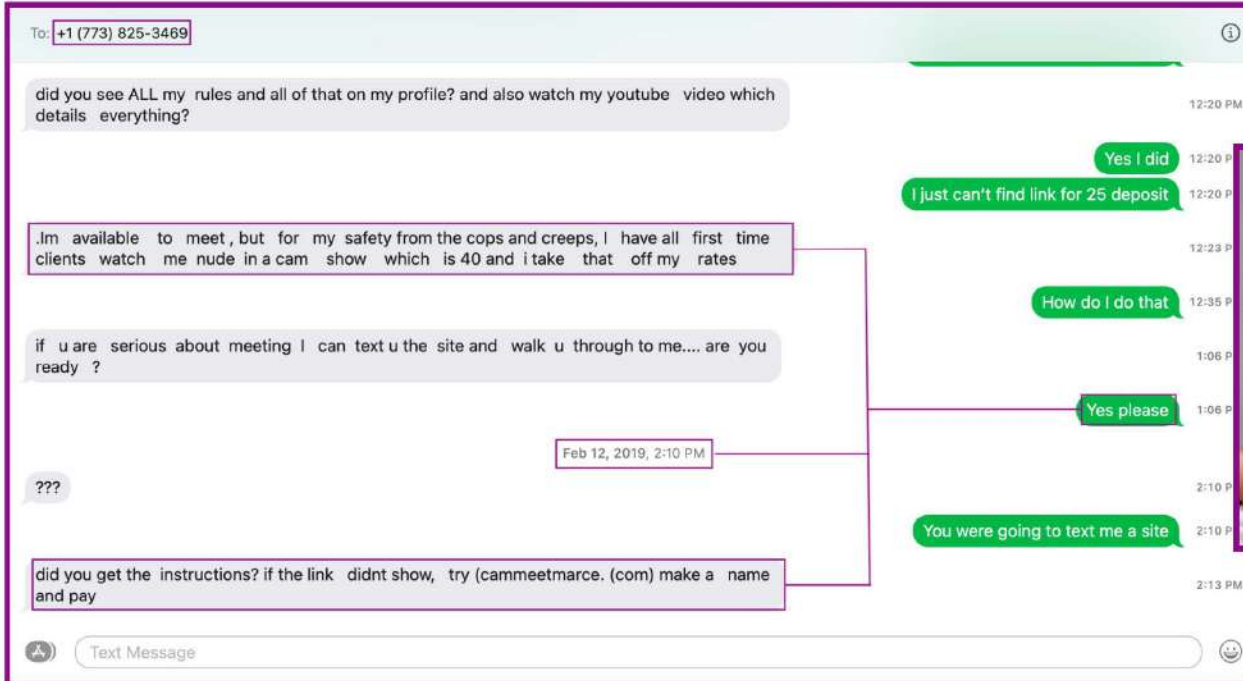 To: +1 (773) 825-3469
did you see ALL my rules and all of that on my profile? and also watch my youtube video which
details everything?
12:20 PM
Yes I did 12:20 P
I just can't find link for 25 deposit 12:20 P
.Im available to meet , but for my safety from the cops and creeps, I have all first time
clients watch me nude in a cam show which is 40 and i take that off my rates
12:23 P
How do I do that 12:35 P
if u are serious about meeting I can text u the site and walk u through to me.... are you
ready ?
1:06 P
Yes please 1:06 P
Feb 12, 2019, 2:10 PM
???
2:10 P
You were going to text me a site 2:10 P
did you get the instructions? if the link didnt show, try (cammeetmarce. (com) make a name
and pay
2:13 PM
Text Message